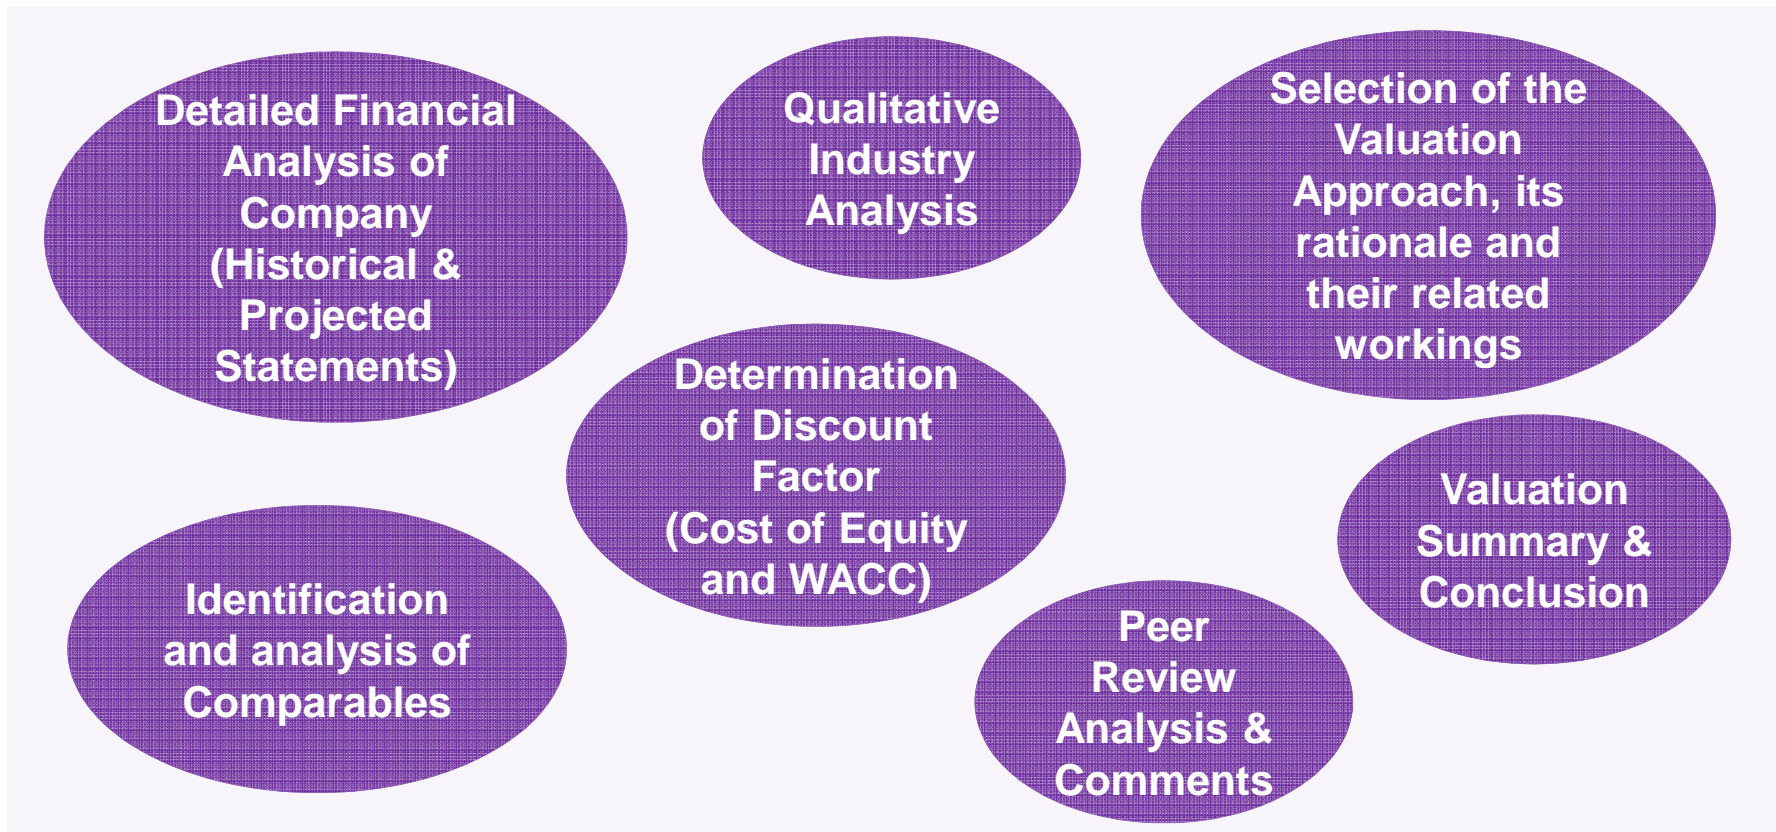 Detailed Financial
Analysis of
Company
(Historical &
Projected
Statements)
Qualitative
Industry
Analysis
Selection of the
Valuation
Approach, its
rationale and
their related
workings
Determination
of Discount
Factor
(Cost of Equity
and WACC)
Valuation
Summary &
Conclusion
Identification
and analysis of
Comparables
Peer
Review
Analysis &
Comments